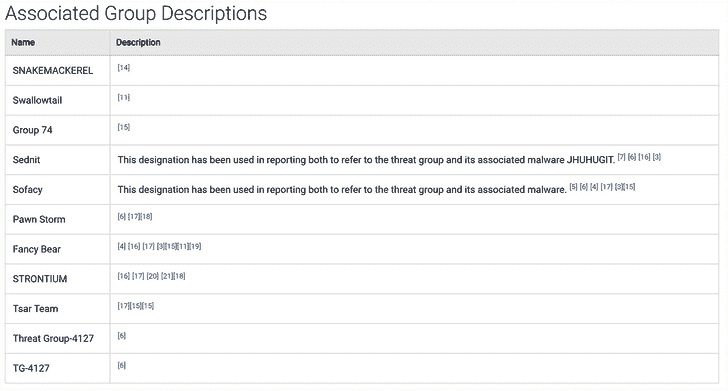 Associated Group Descriptions
Name Description
SNAKEMACKEREL [14]
Swallowtail [11]
Group 74 [15]
Sednit This designation has been used in reporting both to refer to the threat group and its associated malware JHUHUGIT. [7] [6] [16] [3]
Sofacy This designation has been used in reporting both to refer to the threat group and its associated malware. [5] [6] [4] [17] [3][15]
Pawn Storm [6] [17][18]
Fancy Bear [4] [16] [17] [3][15][11][19]
STRONTIUM [16] [17] [20] [21][18]
Tsar Team [17][15][15]
Threat Group-4127 [6]
TG-4127 [6]